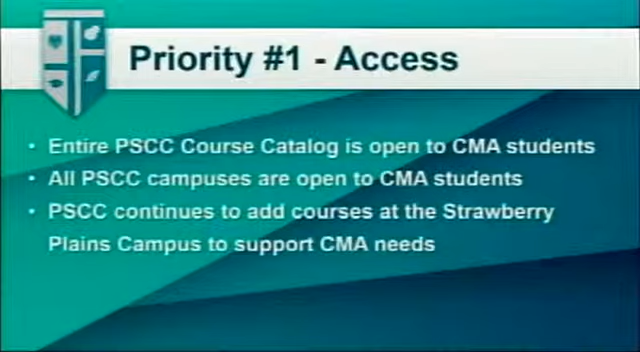 Priority #1 - Access
• Entire PSCC Course Catalog is open to CMA students
• All PSCC campuses are open to CMA students
• PSCC continues to add courses at the Strawberry
Plains Campus to support CMA needs